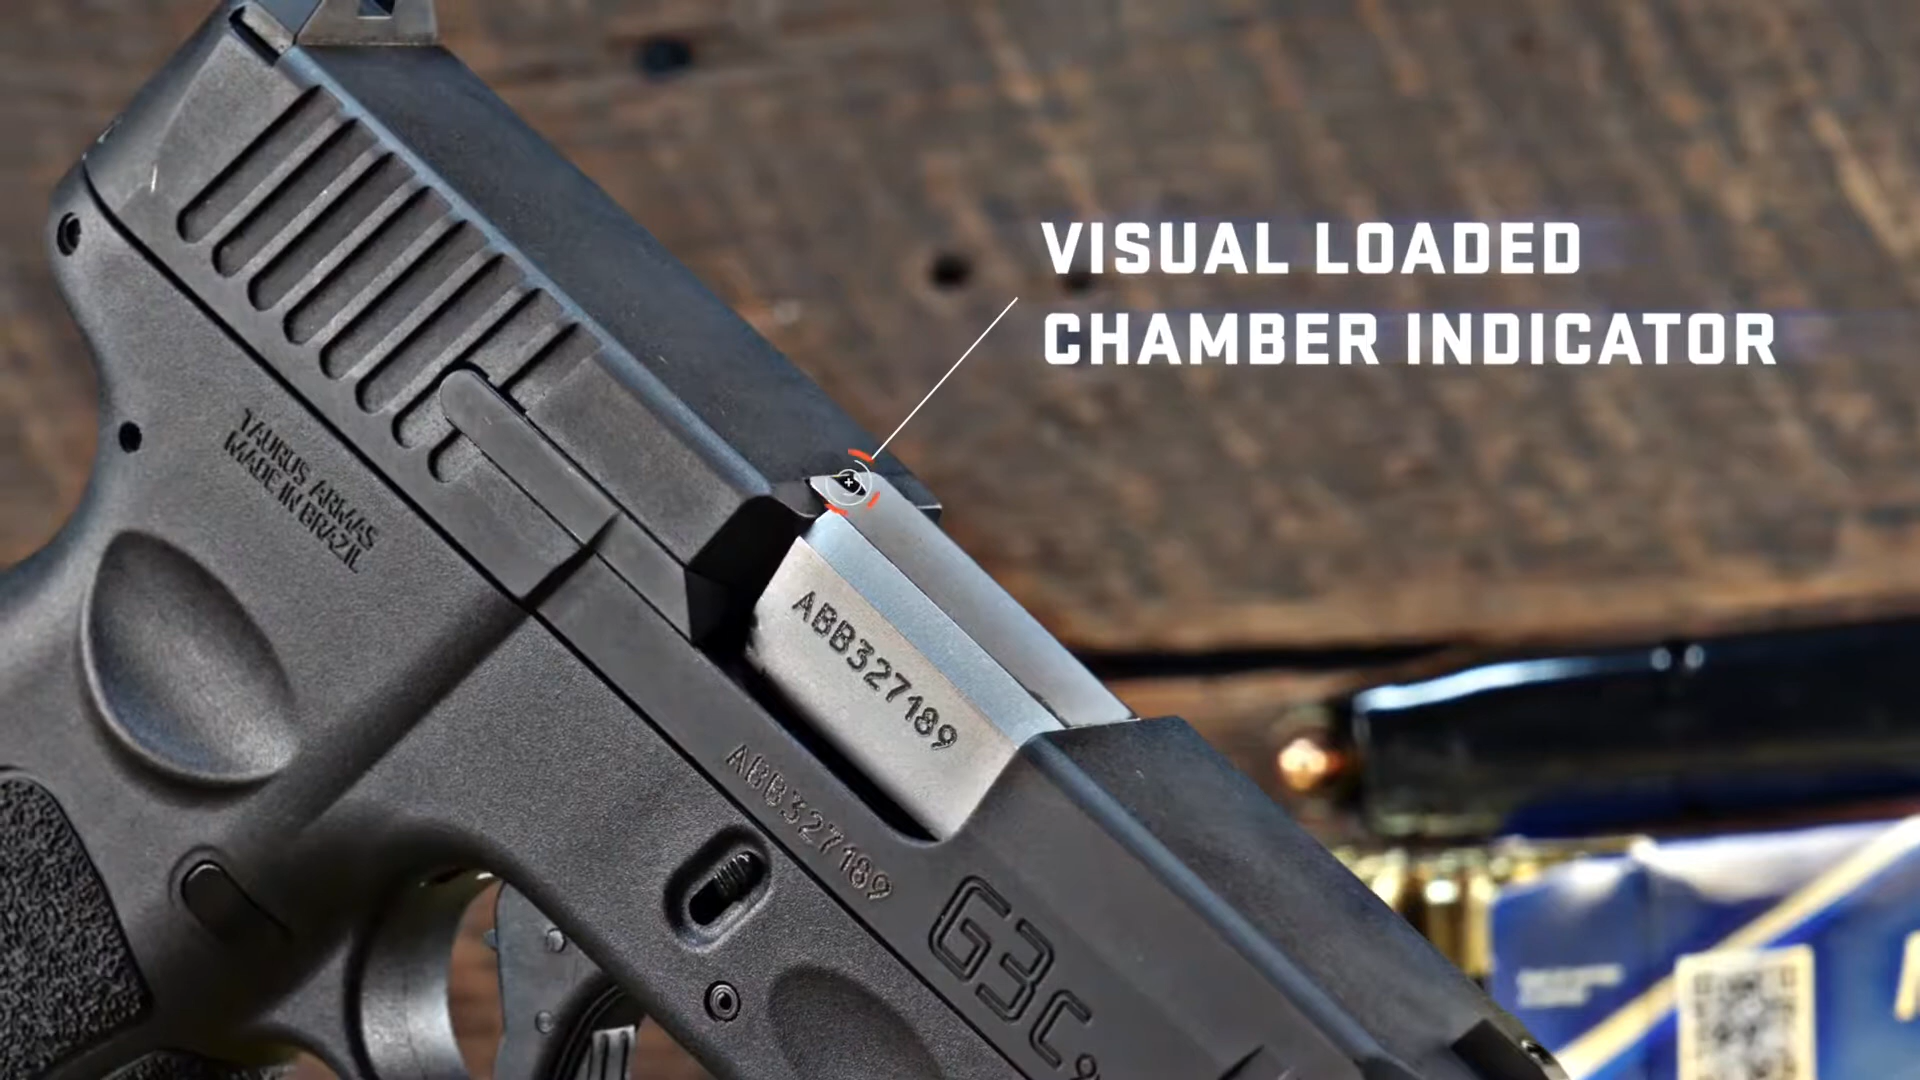 VISUAL LOADED
CHAMBER INDICATOR
TAURUS ARMAS
MADE IN BRAZIL
ABB327189
ABB327189
G3C